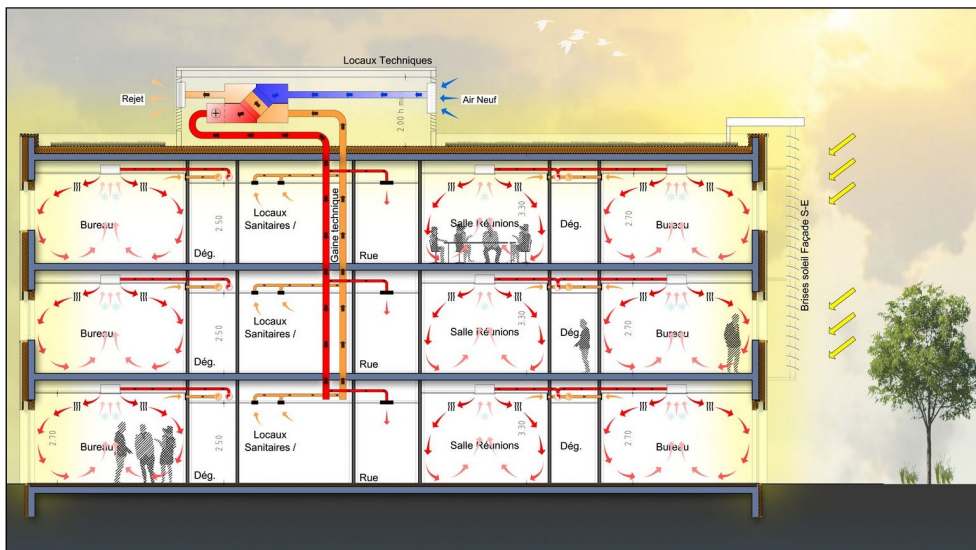 Locaux Techniques
Rejet
Air Neuf
2.00 h
Bureau
Dég.
2.50
Locaux
Sanitaires /
Gaine technique
Rue
Salle Réunions
3.30
Dég.
2.70
Bureau
Brises soleil Façade S-E
Bureau
Dég.
2.50
Locaux
Sanitaires /
Rue
Salle Réunions
3.30
Dég.
2.70
Bureau
2.70
Bureau
Dég.
2.50
Locaux
Sanitaires /
Rue
Salle Réunions
3.30
Dég.
2.70
Bureau